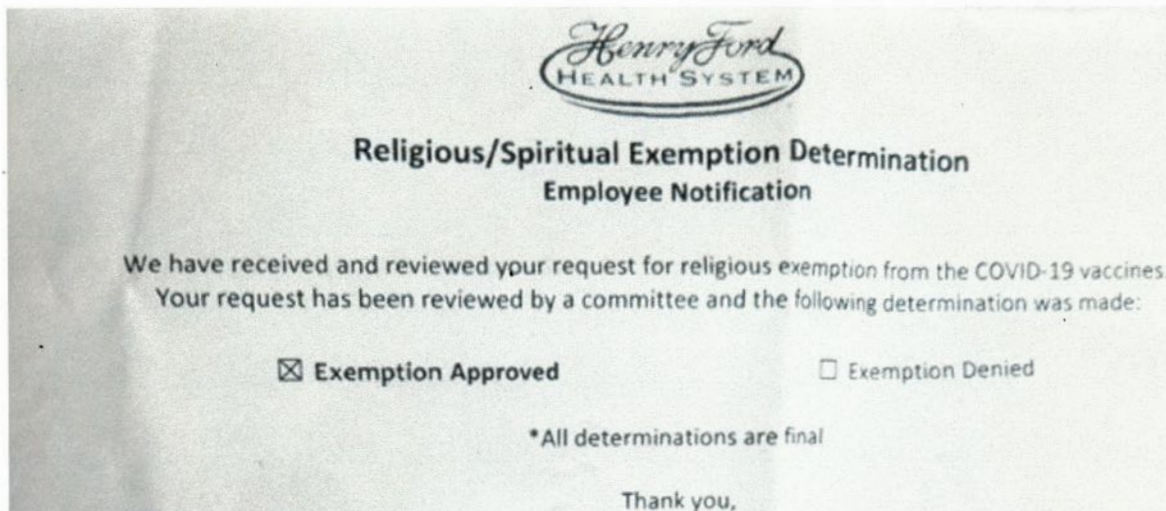 Henry Ford
HEALTH SYSTEM
Religious/Spiritual Exemption Determination
Employee Notification
We have received and reviewed your request for religious exemption from the COVID-19 vaccines.
Your request has been reviewed by a committee and the following determination was made:
☒ Exemption Approved ☐ Exemption Denied
*All determinations are final
Thank you,